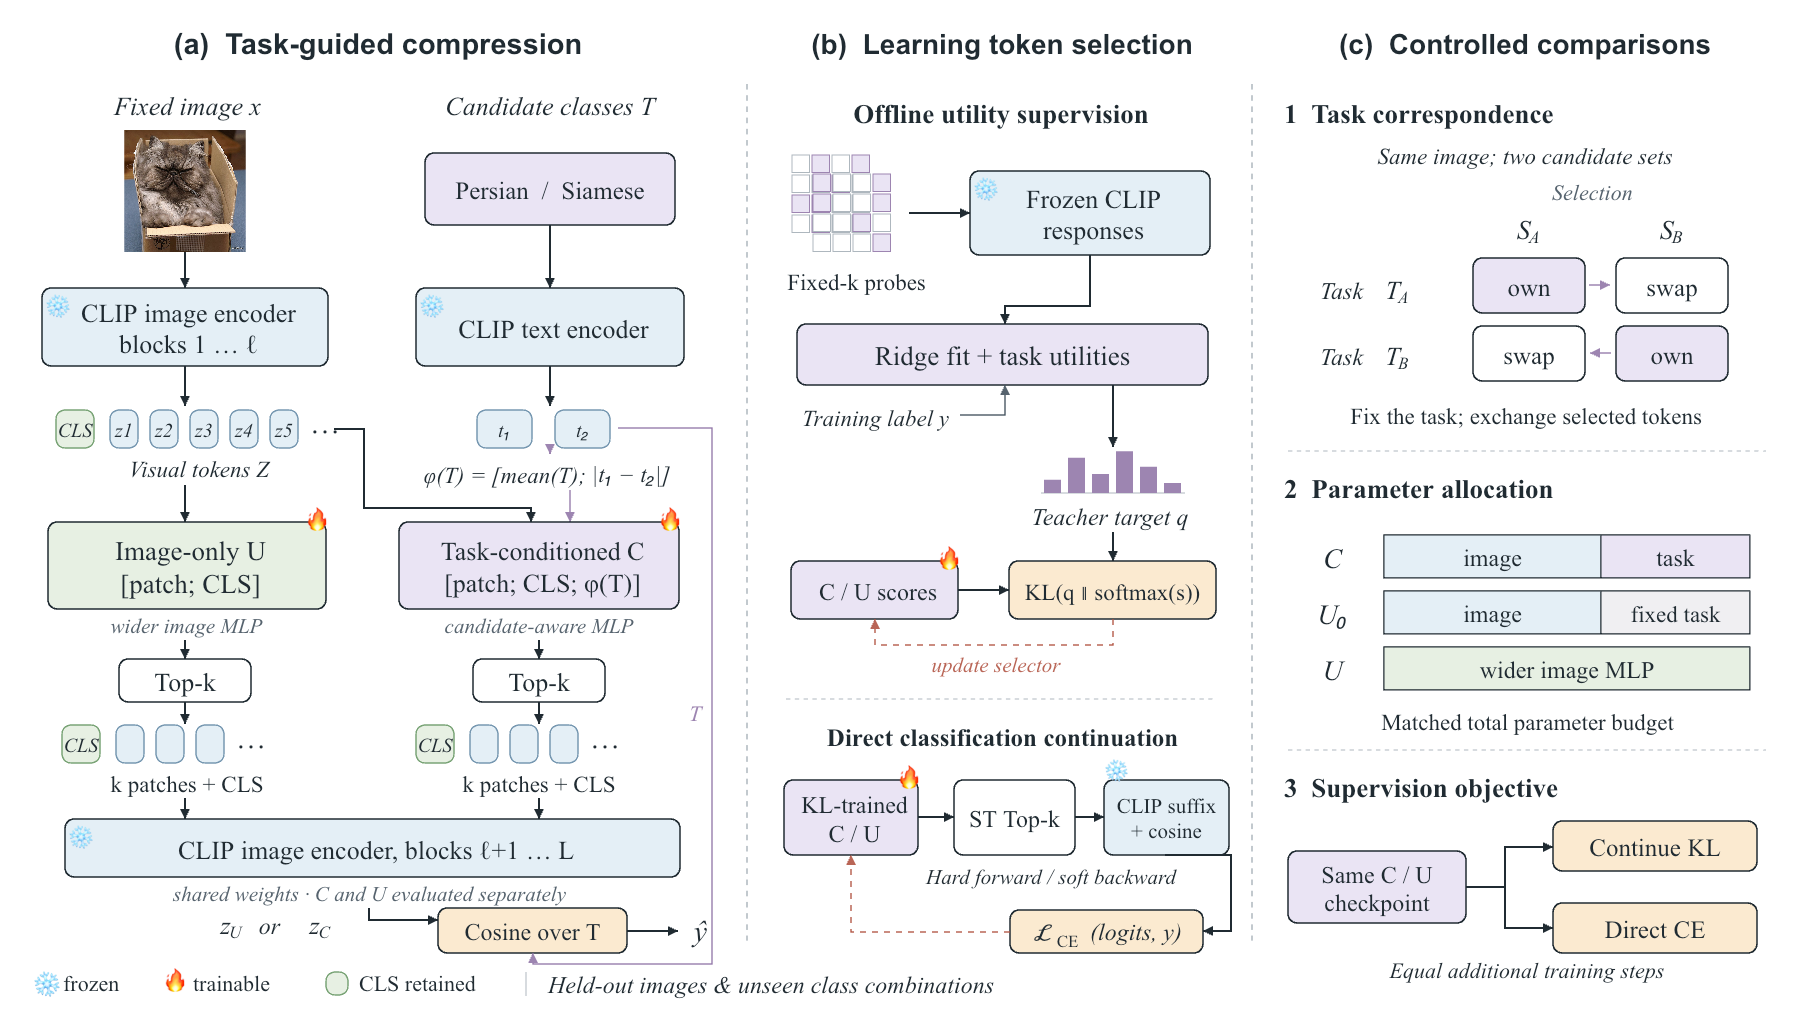 (a) Task-guided compression
Fixed image x
Candidate classes T
Persian / Siamese
CLIP image encoder
blocks 1 … ℓ
CLIP text encoder
CLS z1 z2 z3 z4 z5 …
t₁ t₂
Visual tokens Z
φ(T) = [mean(T); |t₁ − t₂|]
Image-only U
[patch; CLS]
Task-conditioned C
[patch; CLS; φ(T)]
wider image MLP
candidate-aware MLP
Top-k
Top-k
T
CLS …
CLS …
k patches + CLS
k patches + CLS
CLIP image encoder, blocks ℓ+1 … L
shared weights · C and U evaluated separately
z_U or z_C
Cosine over T
ŷ
frozen
trainable
CLS retained
Held-out images & unseen class combinations
(b) Learning token selection
Offline utility supervision
Frozen CLIP
responses
Fixed-k probes
Ridge fit + task utilities
Training label y
Teacher target q
C / U scores
KL(q ‖ softmax(s))
update selector
Direct classification continuation
KL-trained
C / U
ST Top-k
CLIP suffix
+ cosine
Hard forward / soft backward
ℒ CE (logits, y)
(c) Controlled comparisons
1 Task correspondence
Same image; two candidate sets
Selection
S_A S_B
Task T_A own swap
Task T_B swap own
Fix the task; exchange selected tokens
2 Parameter allocation
C image task
U₀ image fixed task
U wider image MLP
Matched total parameter budget
3 Supervision objective
Same C / U
checkpoint
Continue KL
Direct CE
Equal additional training steps